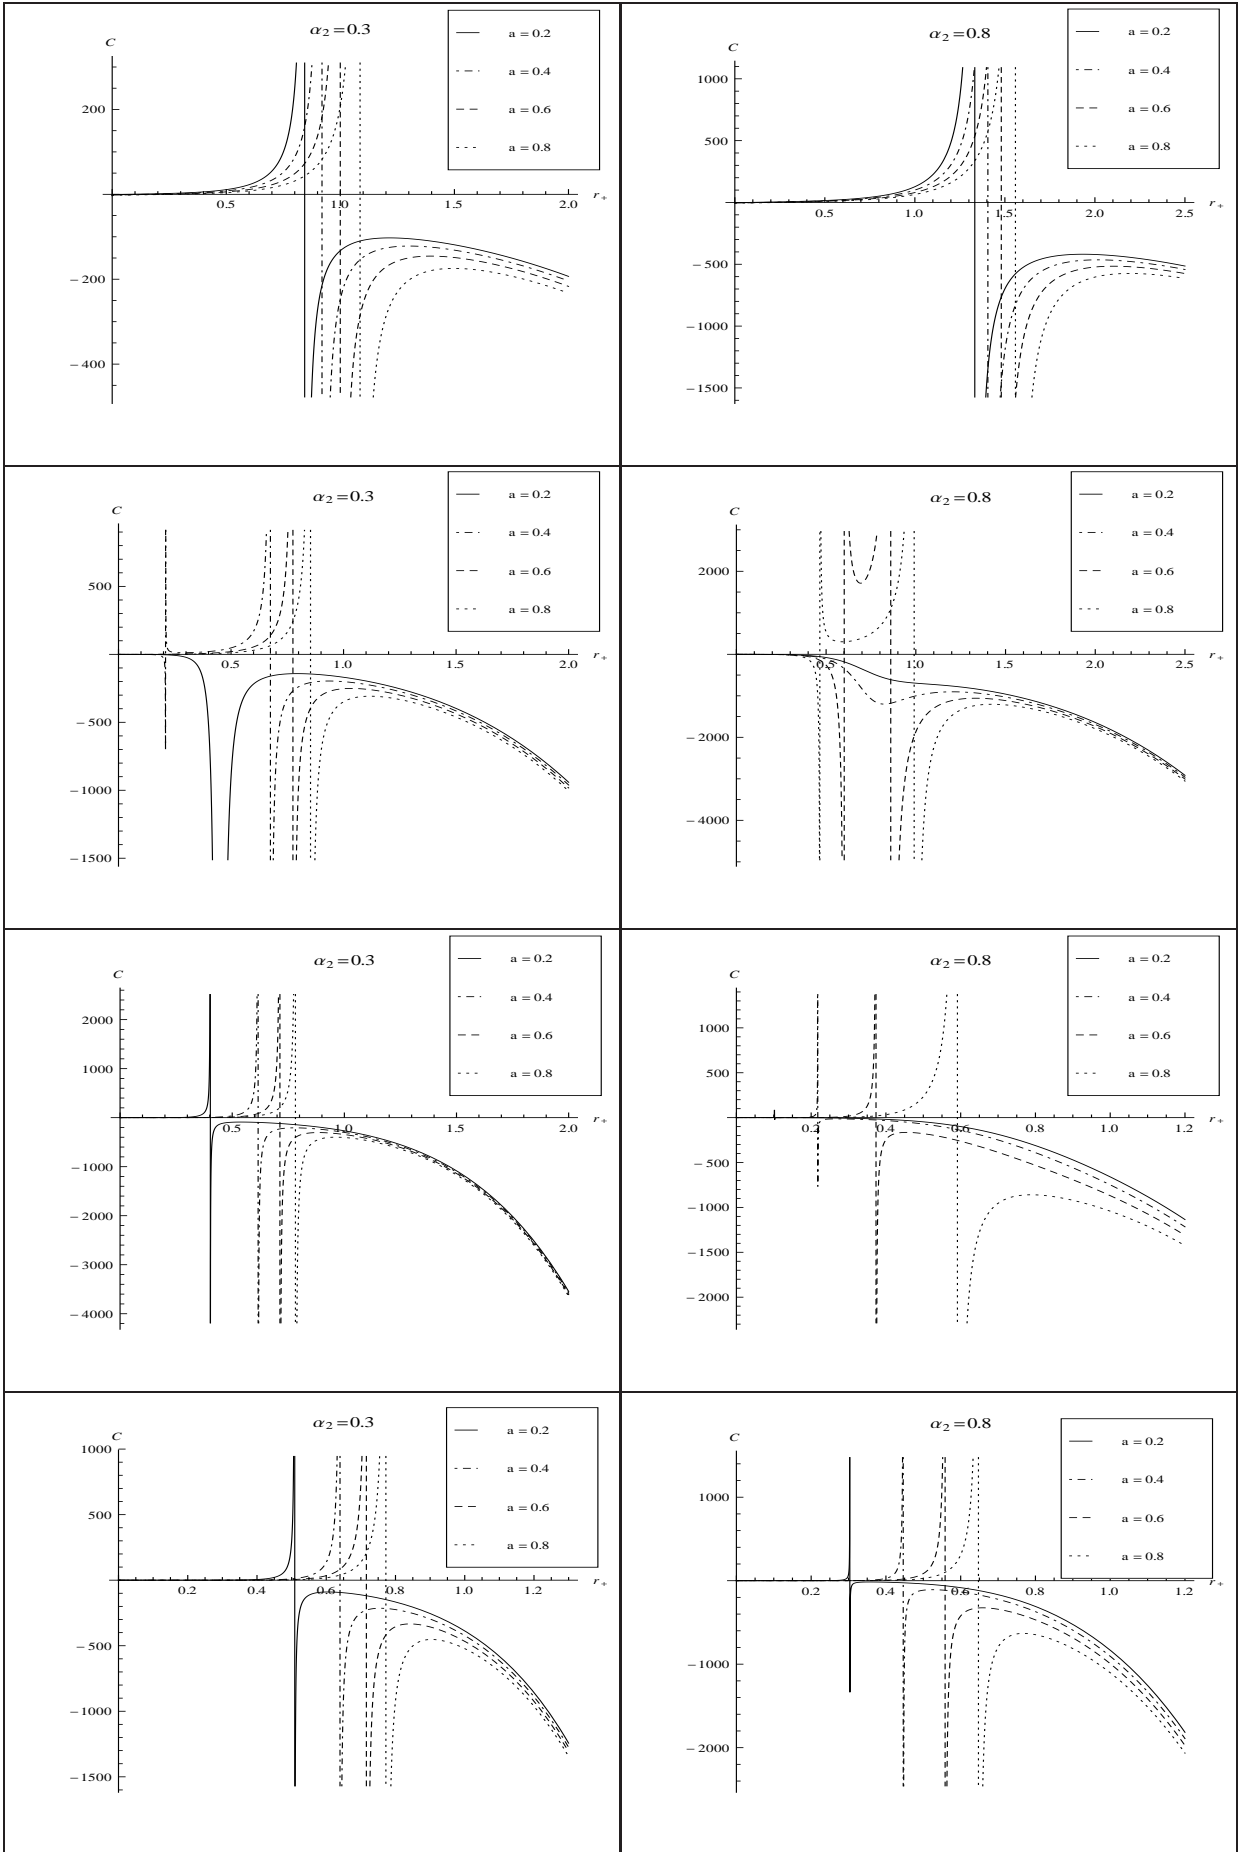 α₂=0.3
C
a = 0.2
a = 0.4
a = 0.6
a = 0.8
200
−200
−400
0.5 1.0 1.5 2.0 r₊
α₂=0.8
C
a = 0.2
a = 0.4
a = 0.6
a = 0.8
1000
500
−500
−1000
−1500
0.5 1.0 1.5 2.0 2.5 r₊
α₂=0.3
C
a = 0.2
a = 0.4
a = 0.6
a = 0.8
500
−500
−1000
−1500
0.5 1.0 1.5 2.0 r₊
α₂=0.8
C
a = 0.2
a = 0.4
a = 0.6
a = 0.8
2000
−2000
−4000
0.5 1.0 1.5 2.0 2.5 r₊
α₂=0.3
C
a = 0.2
a = 0.4
a = 0.6
a = 0.8
2000
1000
−1000
−2000
−3000
−4000
0.5 1.0 1.5 2.0 r₊
α₂=0.8
C
a = 0.2
a = 0.4
a = 0.6
a = 0.8
1000
500
−500
−1000
−1500
−2000
0.2 0.4 0.6 0.8 1.0 1.2 r₊
α₂=0.3
C
a = 0.2
a = 0.4
a = 0.6
a = 0.8
1000
500
−500
−1000
−1500
0.2 0.4 0.6 0.8 1.0 1.2 r₊
α₂=0.8
C
a = 0.2
a = 0.4
a = 0.6
a = 0.8
1000
−1000
−2000
0.2 0.4 0.6 0.8 1.0 1.2 r₊